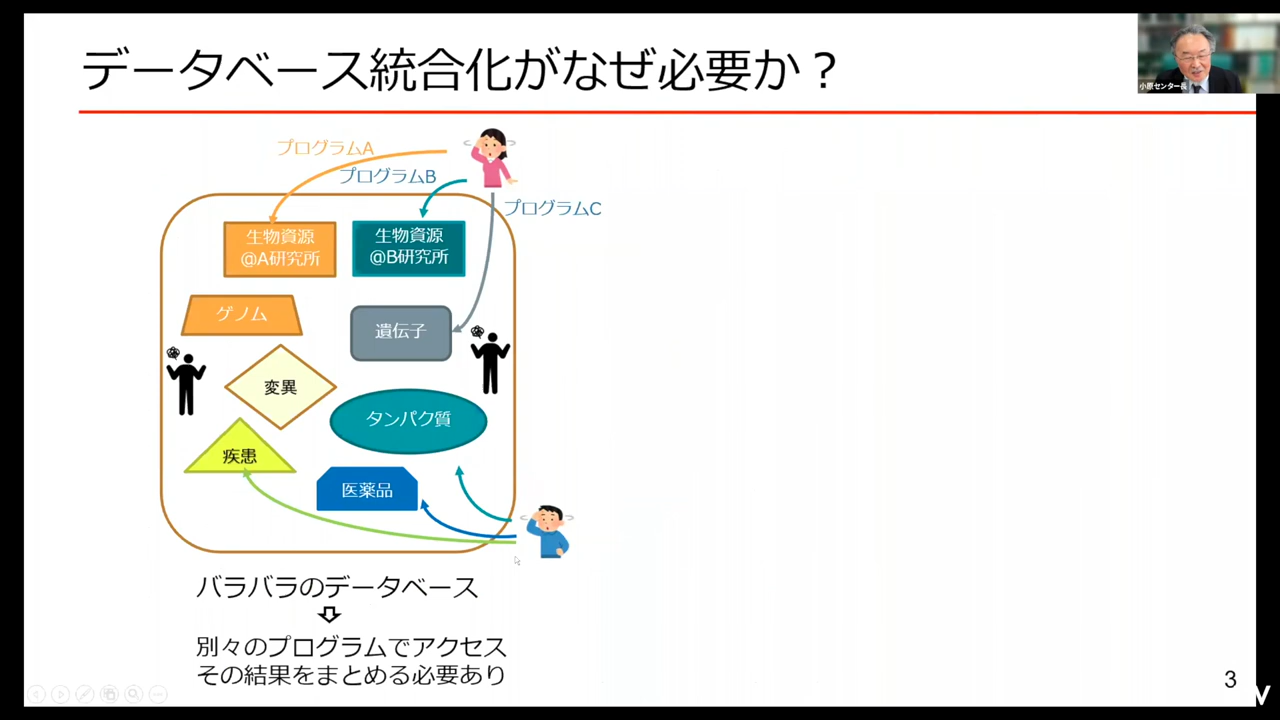 データベース統合化がなぜ必要か？
小原センター長
プログラムA
プログラムB
プログラムC
生物資源
@A研究所
生物資源
@B研究所
ゲノム
遺伝子
変異
タンパク質
疾患
医薬品
バラバラのデータベース
別々のプログラムでアクセス
その結果をまとめる必要あり
3
V